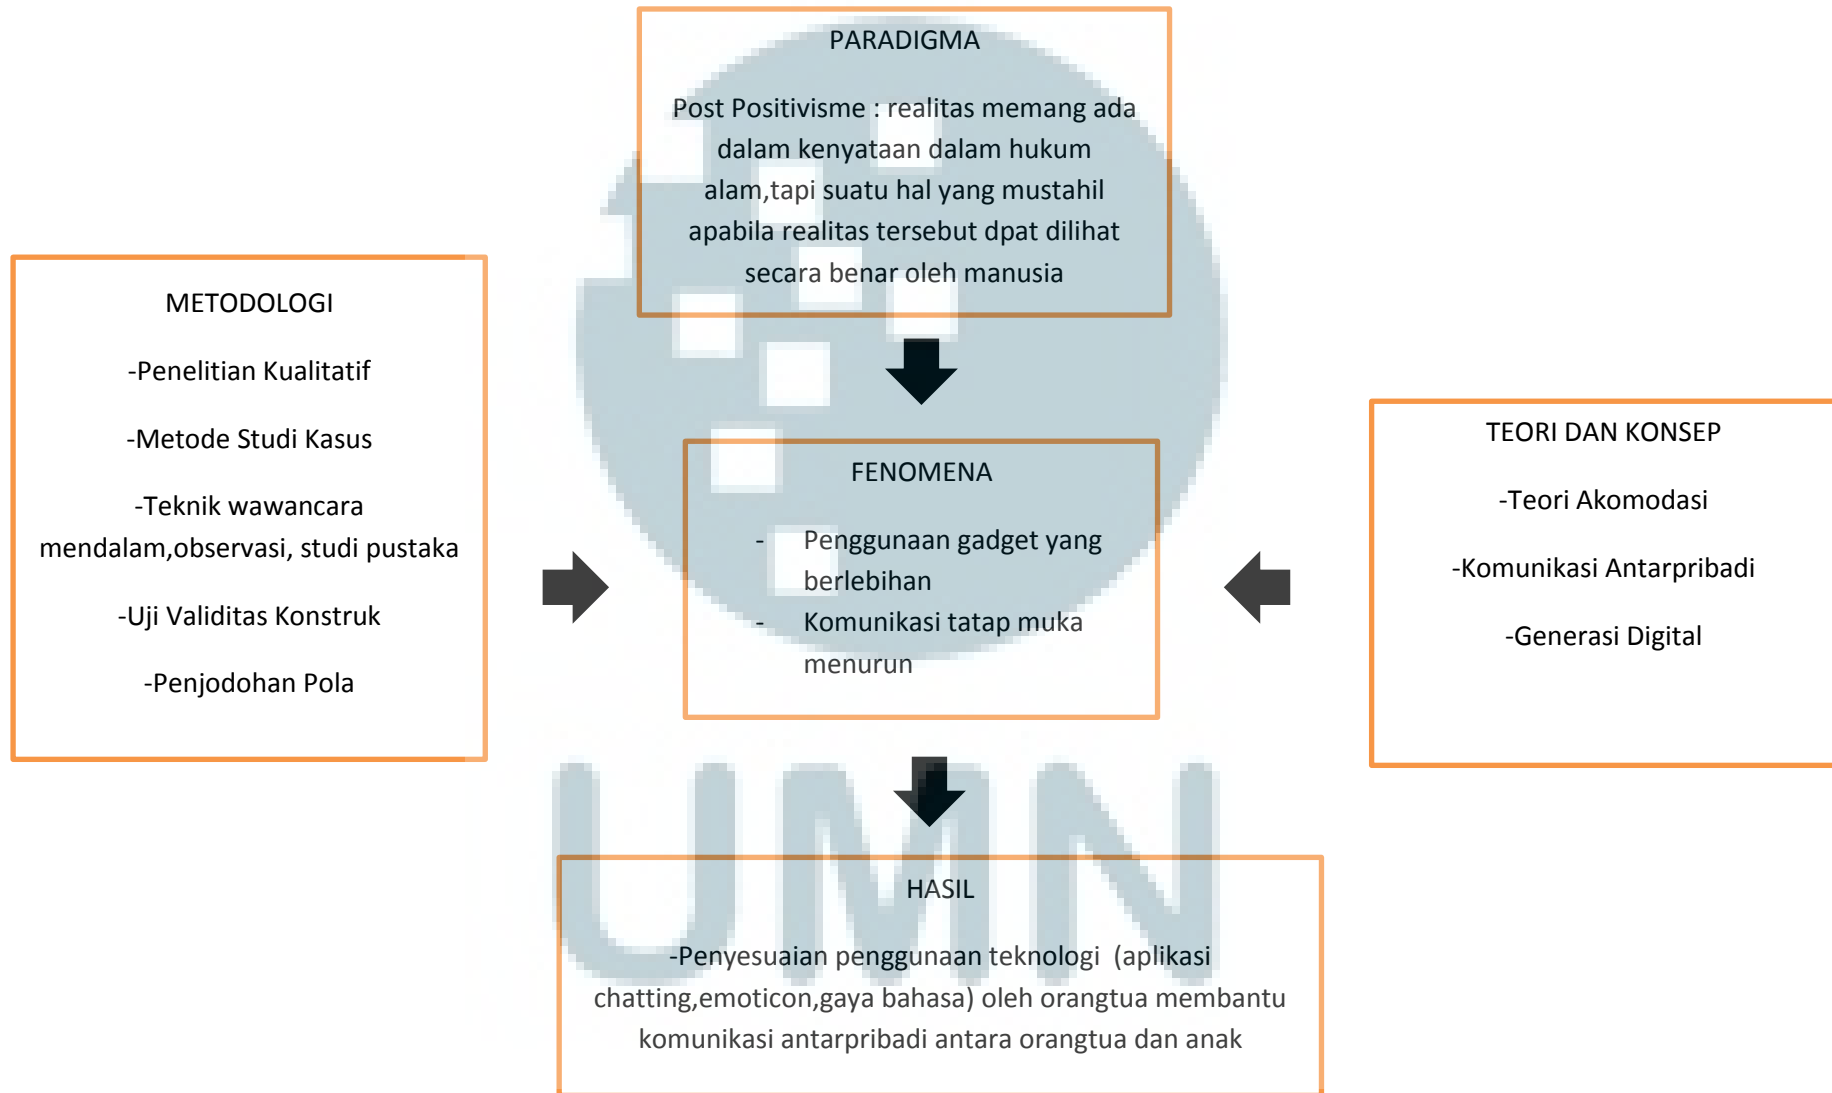 PARADIGMA
Post Positivisme : realitas memang ada
dalam kenyataan dalam hukum
alam,tapi suatu hal yang mustahil
apabila realitas tersebut dpat dilihat
secara benar oleh manusia
METODOLOGI
-Penelitian Kualitatif
-Metode Studi Kasus
-Teknik wawancara
mendalam,observasi, studi pustaka
-Uji Validitas Konstruk
-Penjodohan Pola
FENOMENA
- Penggunaan gadget yang
berlebihan
- Komunikasi tatap muka
menurun
TEORI DAN KONSEP
-Teori Akomodasi
-Komunikasi Antarpribadi
-Generasi Digital
UMN
HASIL
-Penyesuaian penggunaan teknologi  (aplikasi
chatting,emoticon,gaya bahasa) oleh orangtua membantu
komunikasi antarpribadi antara orangtua dan anak